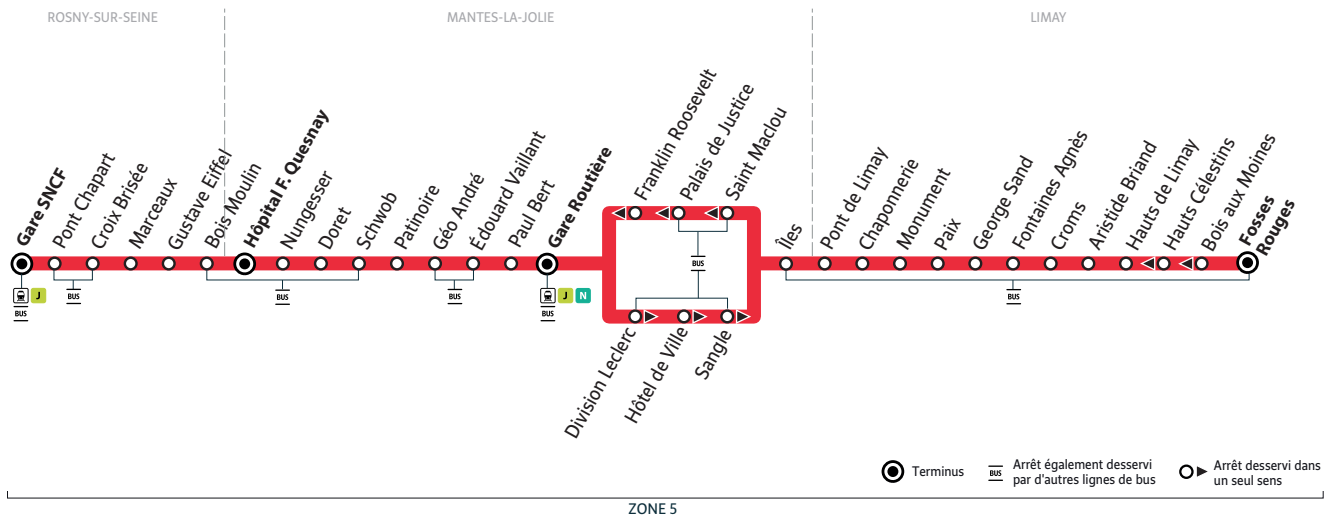 ROSNY-SUR-SEINE
MANTES-LA-JOLIE
LIMAY
Gare SNCF
Pont Chapart
Croix Brisée
Marceaux
Gustave Eiffel
Bois Moulin
Hôpital F. Quesnay
Nungesser
Doret
Schwob
Patinoire
Géo André
Édouard Vaillant
Paul Bert
Gare Routière
Franklin Roosevelt
Palais de Justice
Saint Maclou
Division Leclerc
Hôtel de Ville
Sangle
Îles
Pont de Limay
Chaponnerie
Monument
Paix
George Sand
Fontaines Agnès
Croms
Aristide Briand
Hauts de Limay
Hauts Célestins
Bois aux Moines
Fosses
Rouges
J
BUS
BUS
BUS
BUS
J N
BUS
BUS
BUS
BUS
Terminus
BUS
Arrêt également desservi
par d'autres lignes de bus
Arrêt desservi dans
un seul sens
ZONE 5